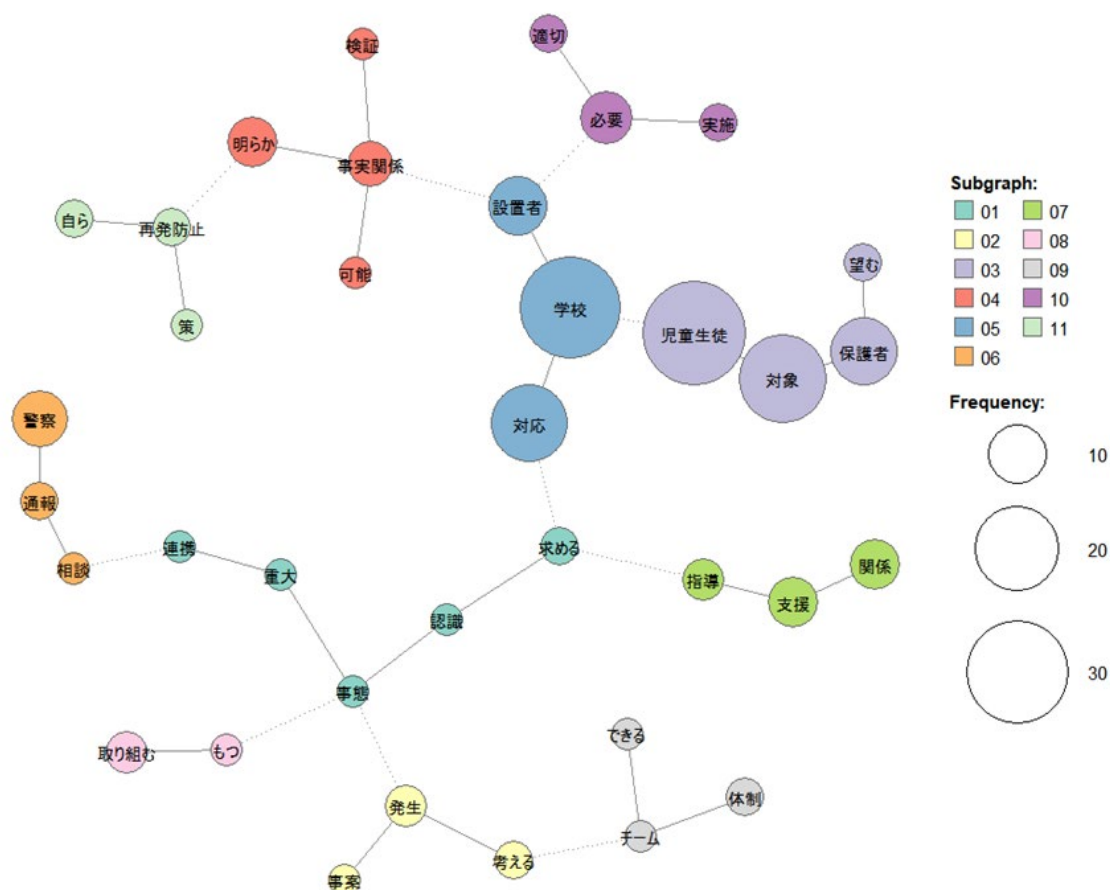 適切
検証
必要
実施
明らか
事実関係
設置者
自ら
再発防止
可能
望む
策
学校
児童生徒
対象
保護者
警察
対応
通報
相談
連携
重大
求める
指導
支援
関係
認識
事態
取り組む
もつ
できる
体制
発生
チーム
考える
事案
Subgraph:
01 07
02 08
03 09
04 10
05 11
06
Frequency:
10
20
30